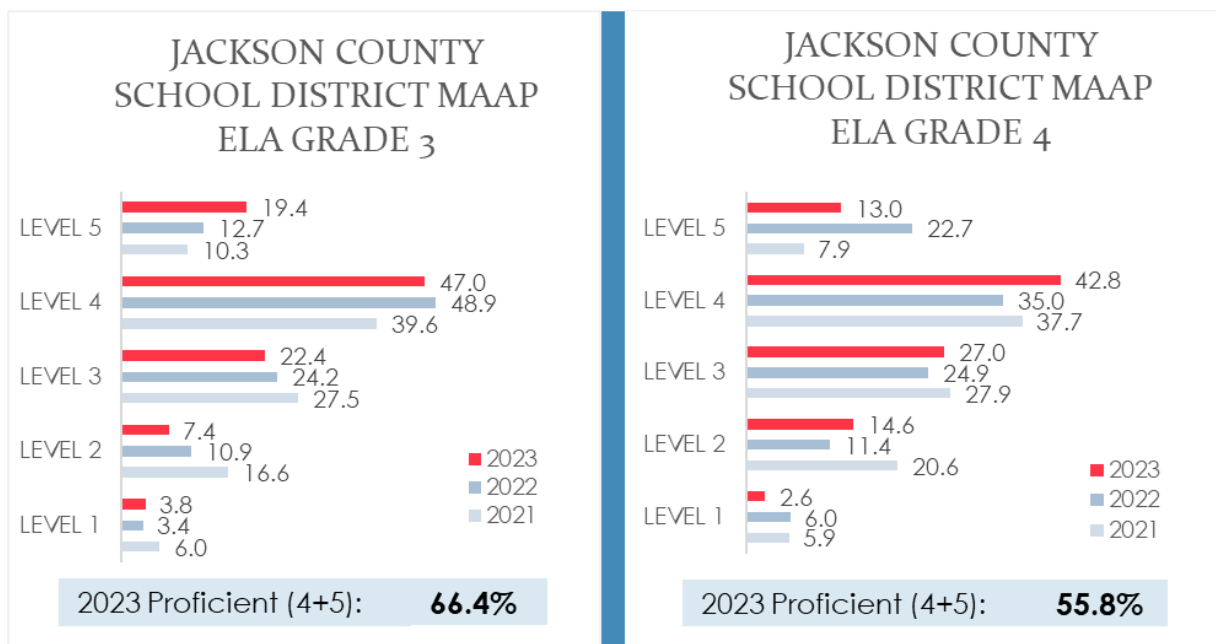 JACKSON COUNTY
SCHOOL DISTRICT MAAP
ELA GRADE 3
LEVEL 5
19.4
12.7
10.3
LEVEL 4
47.0
48.9
39.6
LEVEL 3
22.4
24.2
27.5
LEVEL 2
7.4
10.9
16.6
LEVEL 1
3.8
3.4
6.0
2023
2022
2021
2023 Proficient (4+5): 66.4%
JACKSON COUNTY
SCHOOL DISTRICT MAAP
ELA GRADE 4
LEVEL 5
13.0
22.7
7.9
LEVEL 4
42.8
35.0
37.7
LEVEL 3
27.0
24.9
27.9
LEVEL 2
14.6
11.4
20.6
LEVEL 1
2.6
6.0
5.9
2023
2022
2021
2023 Proficient (4+5): 55.8%